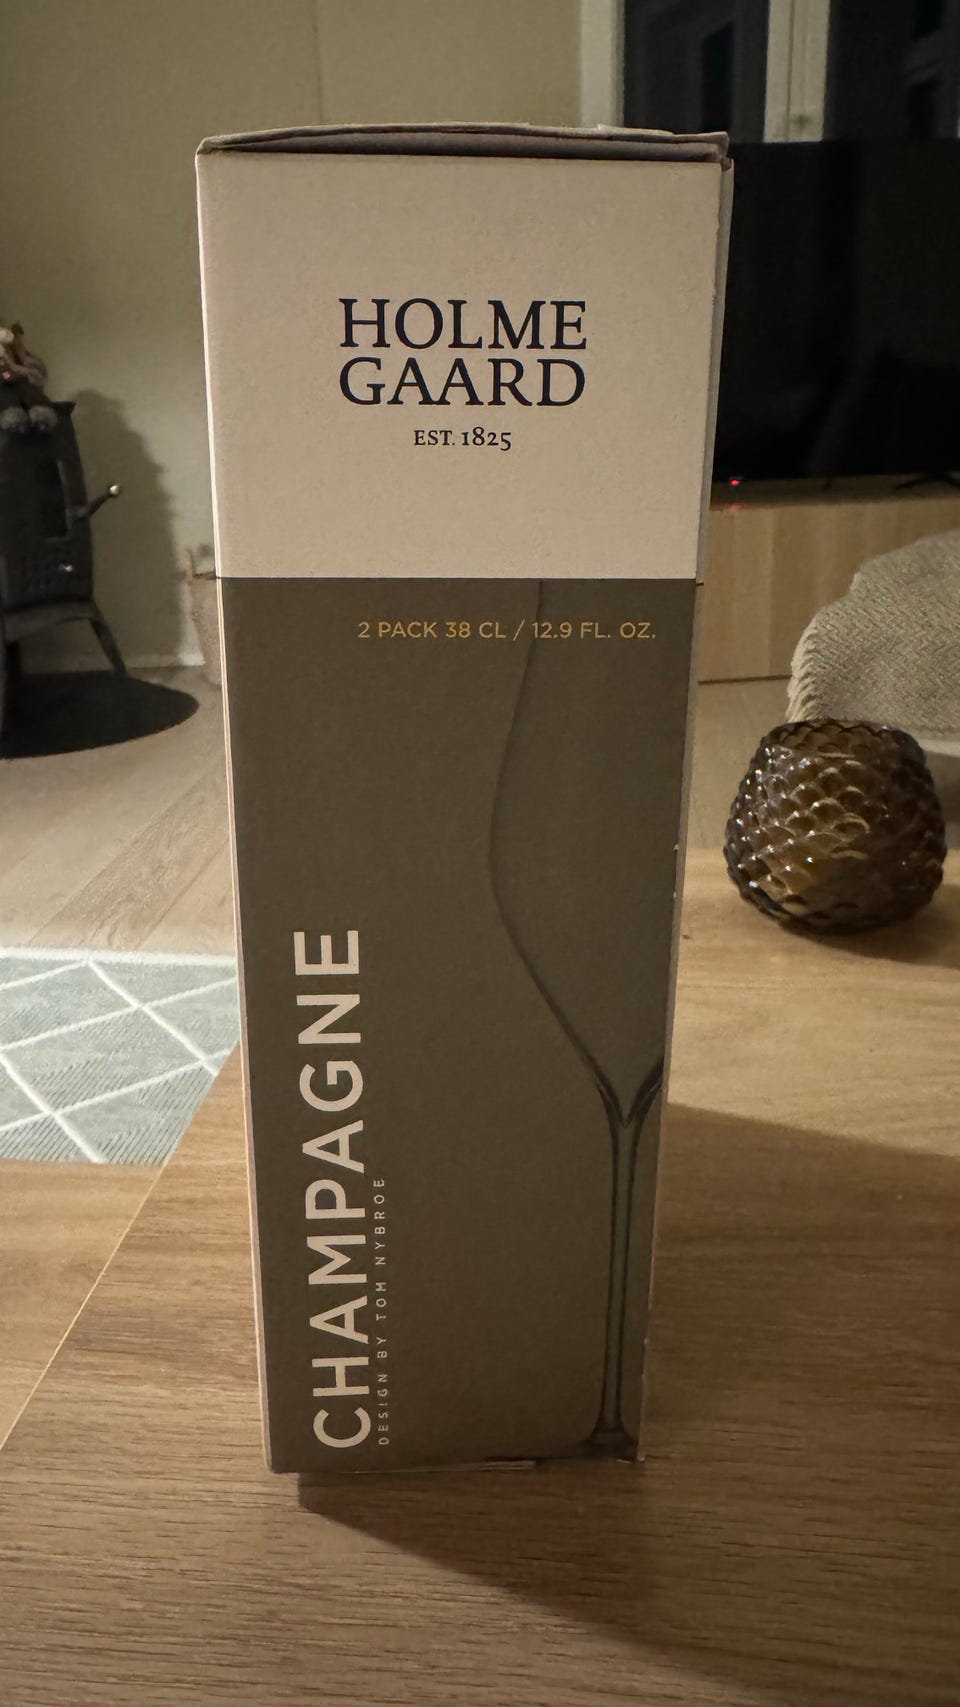 HOLME
GAARD
EST. 1825
2 PACK 38 CL / 12.9 FL. OZ.
CHAMPAGNE
DESIGN BY TOM NYBROE